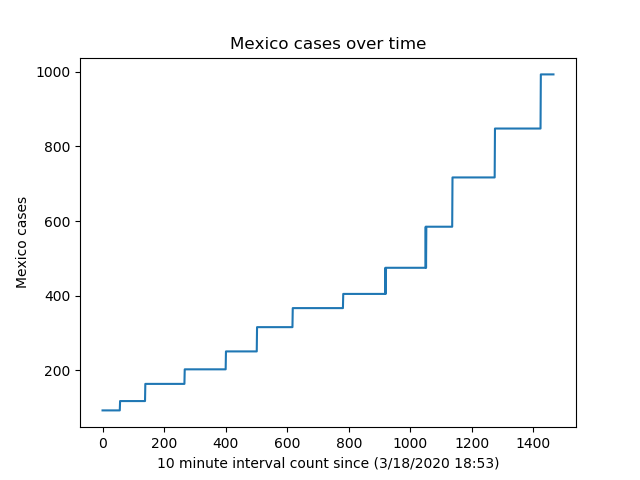 Mexico cases over time
1000
800
600
400
200
Mexico cases
0 200 400 600 800 1000 1200 1400
10 minute interval count since (3/18/2020 18:53)